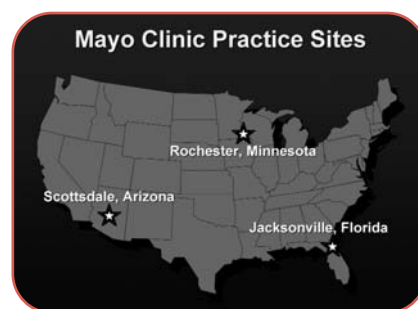 Mayo Clinic Practice Sites
Rochester, Minnesota
Scottsdale, Arizona
Jacksonville, Florida